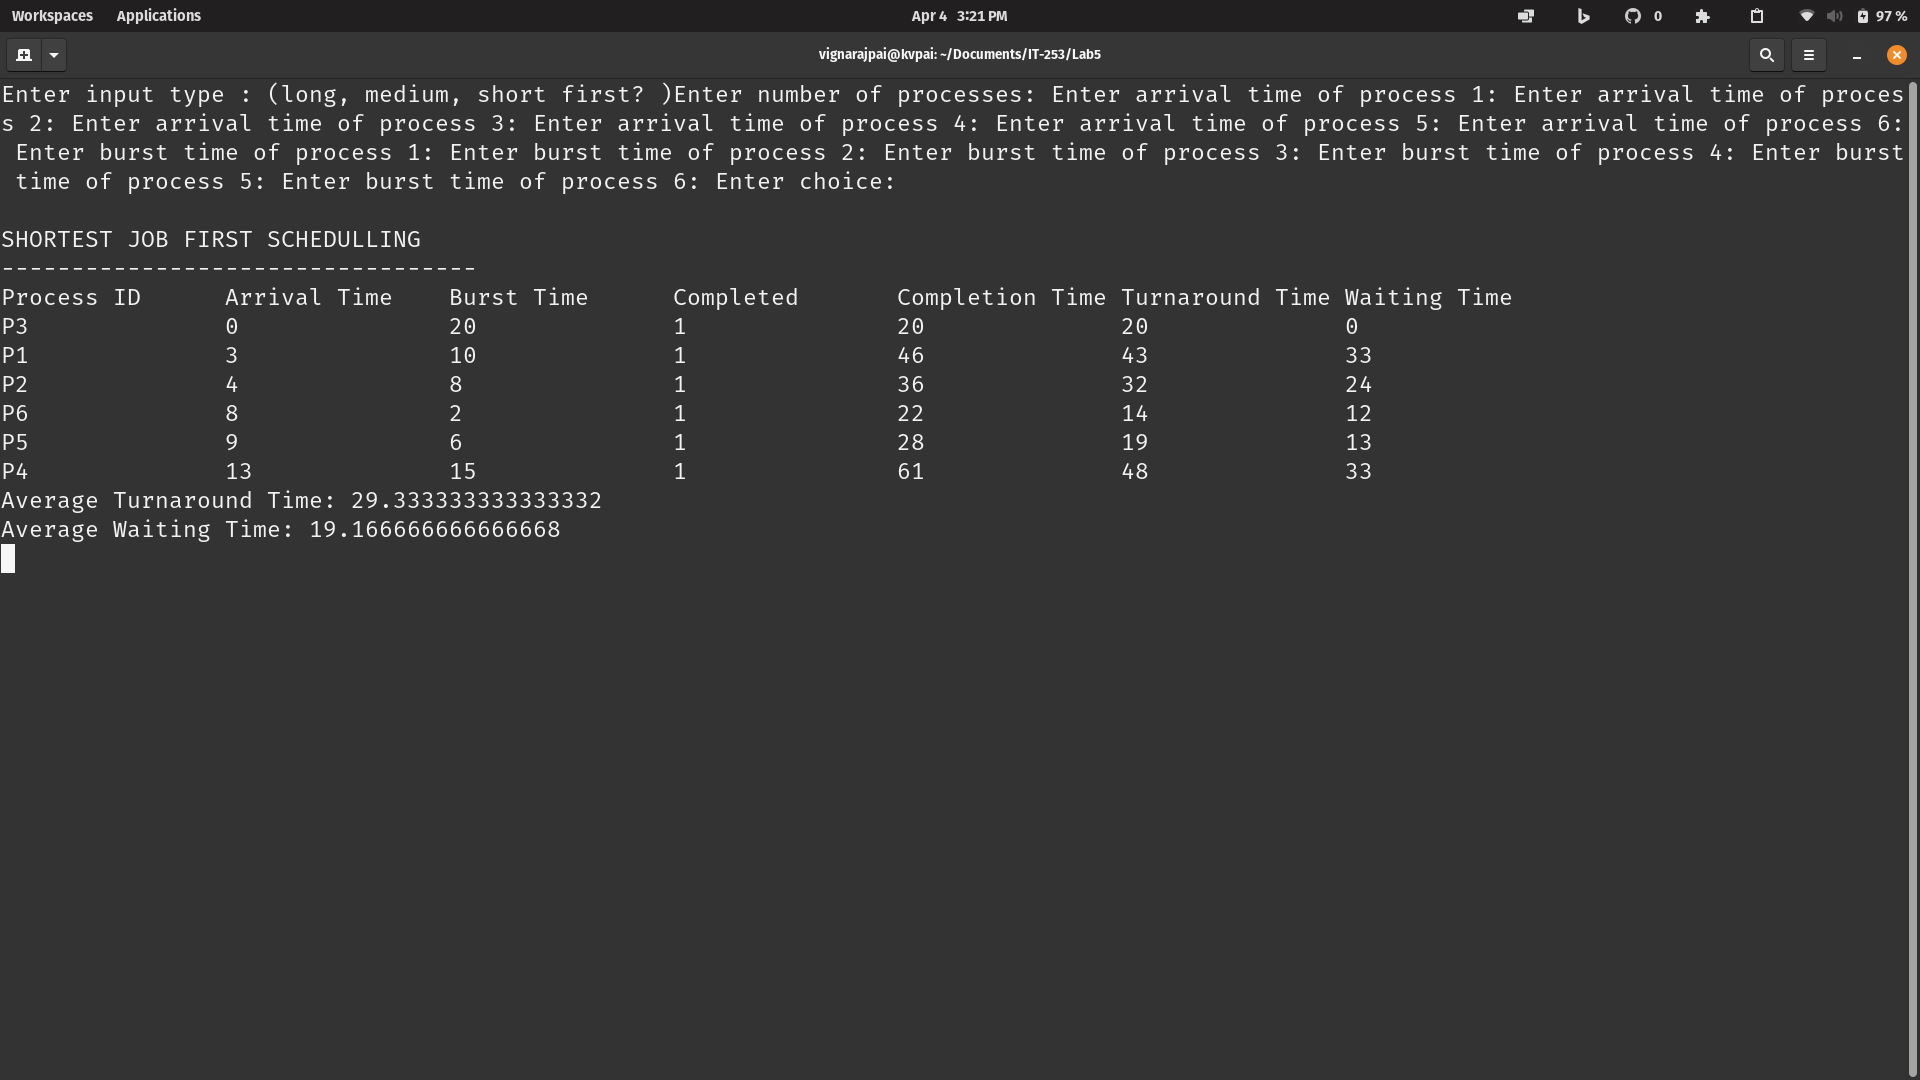 Workspaces Applications Apr 4 3:21 PM 0 97 %
vignarajpai@kvpai: ~/Documents/IT-253/Lab5
Enter input type : (long, medium, short first? )Enter number of processes: Enter arrival time of process 1: Enter arrival time of proces
s 2: Enter arrival time of process 3: Enter arrival time of process 4: Enter arrival time of process 5: Enter arrival time of process 6:
 Enter burst time of process 1: Enter burst time of process 2: Enter burst time of process 3: Enter burst time of process 4: Enter burst
 time of process 5: Enter burst time of process 6: Enter choice:
SHORTEST JOB FIRST SCHEDULLING
----------------------------------
Process ID Arrival Time Burst Time Completed Completion Time Turnaround Time Waiting Time
P3 0 20 1 20 20 0
P1 3 10 1 46 43 33
P2 4 8 1 36 32 24
P6 8 2 1 22 14 12
P5 9 6 1 28 19 13
P4 13 15 1 61 48 33
Average Turnaround Time: 29.333333333333332
Average Waiting Time: 19.166666666666668